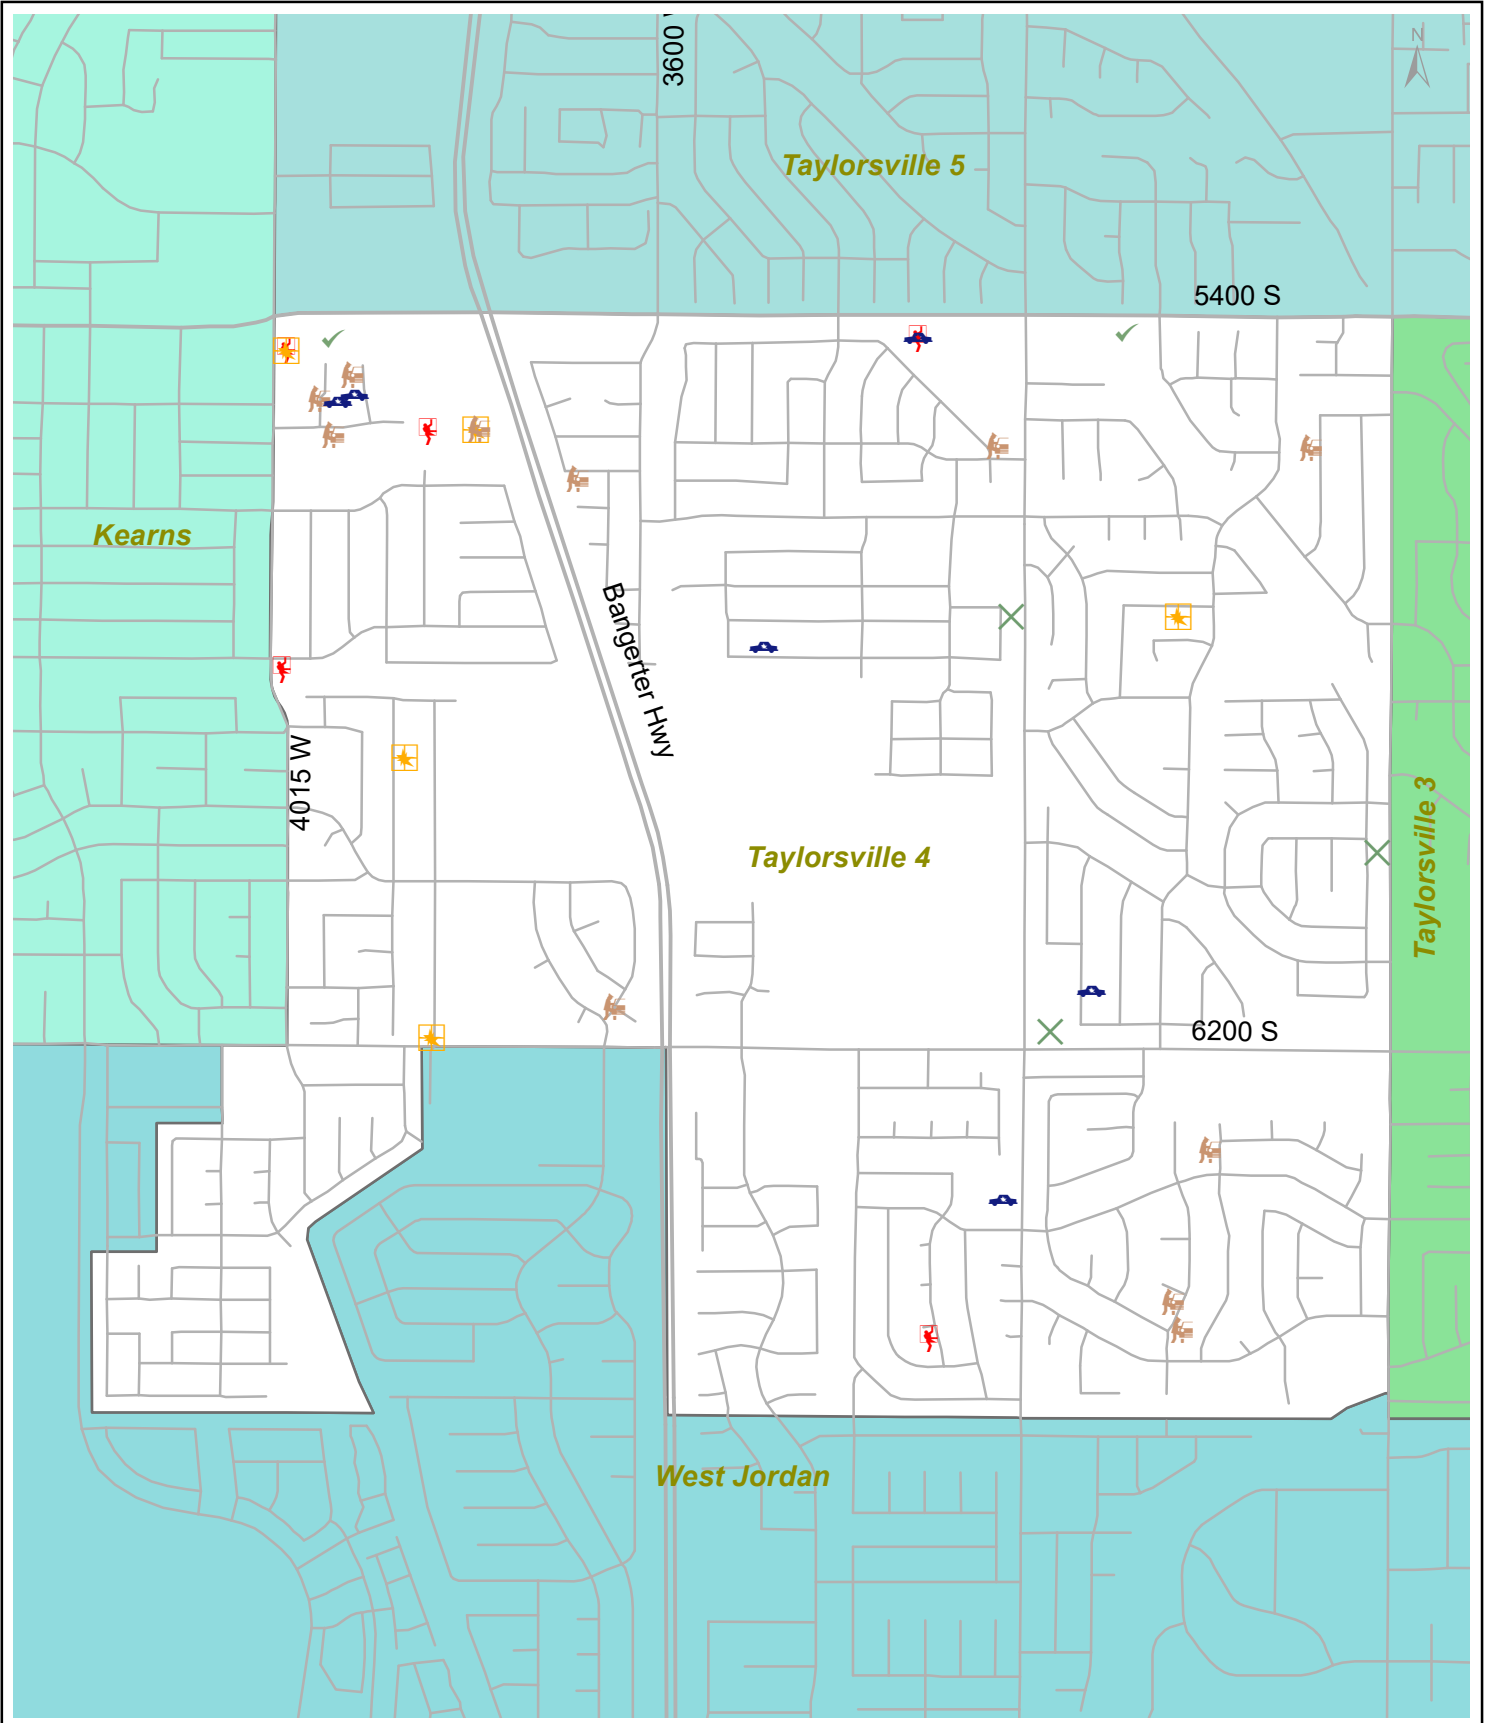 N
3600
Taylorsville 5
5400 S
Kearns
Bangerter Hwy
4015 W
Taylorsville 4
Taylorsville 3
6200 S
West Jordan